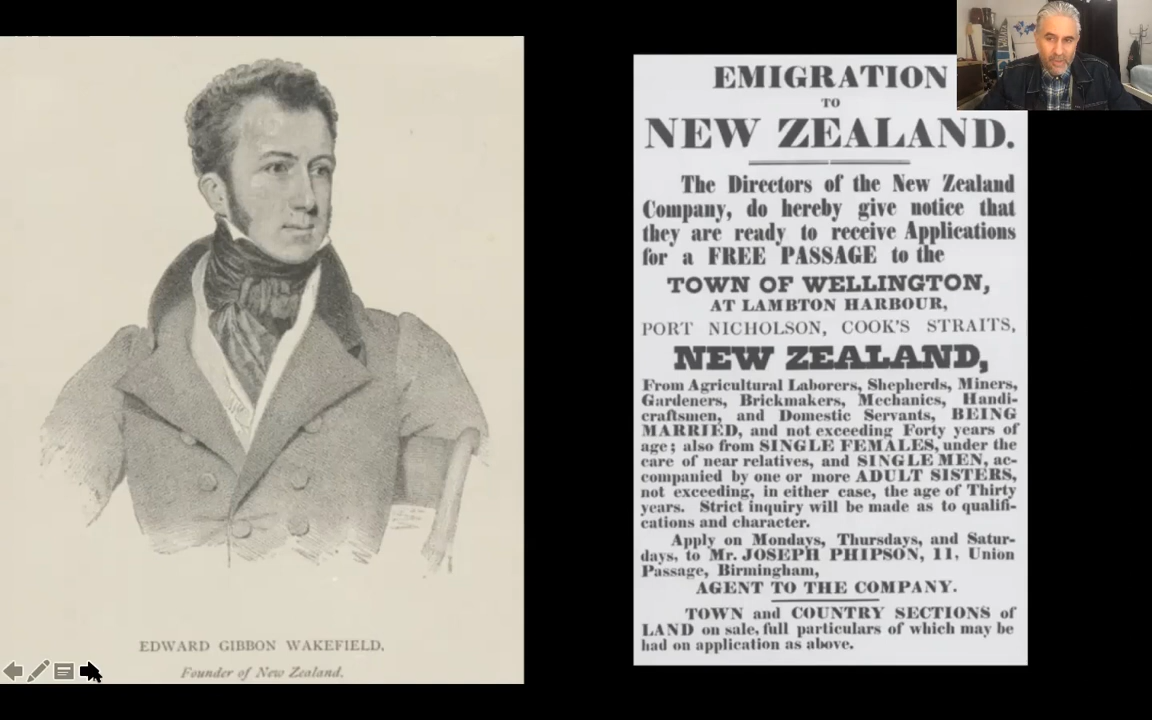 EDWARD GIBBON WAKEFIELD,
Founder of New Zealand.
EMIGRATION
TO
NEW ZEALAND.
The Directors of the New Zealand
Company, do hereby give notice that
they are ready to receive Applications
for a FREE PASSAGE to the
TOWN OF WELLINGTON,
AT LAMBTON HARBOUR,
PORT NICHOLSON, COOK'S STRAITS,
NEW ZEALAND,
From Agricultural Laborers, Shepherds, Miners,
Gardeners, Brickmakers, Mechanics, Handi-
craftsmen, and Domestic Servants, BEING
MARRIED, and not exceeding Forty years of
age; also from SINGLE FEMALES, under the
care of near relatives, and SINGLE MEN, ac-
companied by one or more ADULT SISTERS,
not exceeding, in either case, the age of Thirty
years. Strict inquiry will be made as to qualifi-
cations and character.
Apply on Mondays, Thursdays, and Satur-
days, to Mr. JOSEPH PHIPSON, 11, Union
Passage, Birmingham,
AGENT TO THE COMPANY.
TOWN and COUNTRY SECTIONS of
LAND on sale, full particulars of which may be
had on application as above.